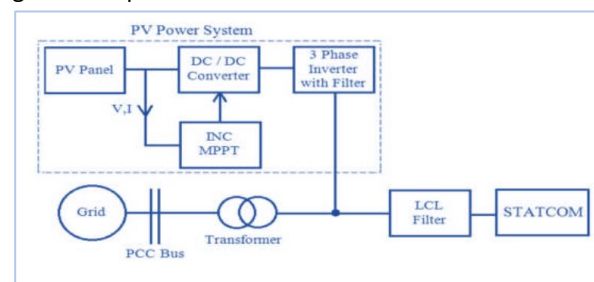 PV Power System
PV Panel
DC / DC
Converter
3 Phase
Inverter
with Filter
V,I
INC
MPPT
Grid
PCC Bus
Transformer
LCL
Filter
STATCOM